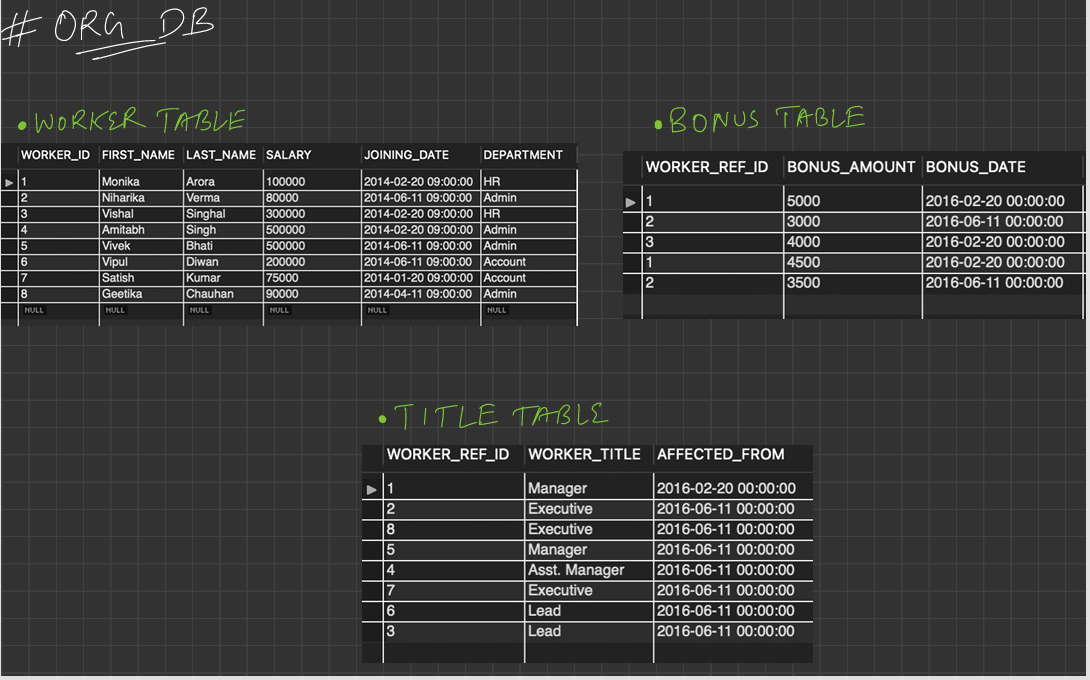 # ORG_DB
• WORKER TABLE
WORKER_ID FIRST_NAME LAST_NAME SALARY JOINING_DATE DEPARTMENT
1 Monika Arora 100000 2014-02-20 09:00:00 HR
2 Niharika Verma 80000 2014-06-11 09:00:00 Admin
3 Vishal Singhal 300000 2014-02-20 09:00:00 HR
4 Amitabh Singh 500000 2014-02-20 09:00:00 Admin
5 Vivek Bhati 500000 2014-06-11 09:00:00 Admin
6 Vipul Diwan 200000 2014-06-11 09:00:00 Account
7 Satish Kumar 75000 2014-01-20 09:00:00 Account
8 Geetika Chauhan 90000 2014-04-11 09:00:00 Admin
NULL NULL NULL NULL NULL NULL
• BONUS TABLE
WORKER_REF_ID BONUS_AMOUNT BONUS_DATE
1 5000 2016-02-20 00:00:00
2 3000 2016-06-11 00:00:00
3 4000 2016-02-20 00:00:00
1 4500 2016-02-20 00:00:00
2 3500 2016-06-11 00:00:00
• TITLE TABLE
WORKER_REF_ID WORKER_TITLE AFFECTED_FROM
1 Manager 2016-02-20 00:00:00
2 Executive 2016-06-11 00:00:00
8 Executive 2016-06-11 00:00:00
5 Manager 2016-06-11 00:00:00
4 Asst. Manager 2016-06-11 00:00:00
7 Executive 2016-06-11 00:00:00
6 Lead 2016-06-11 00:00:00
3 Lead 2016-06-11 00:00:00